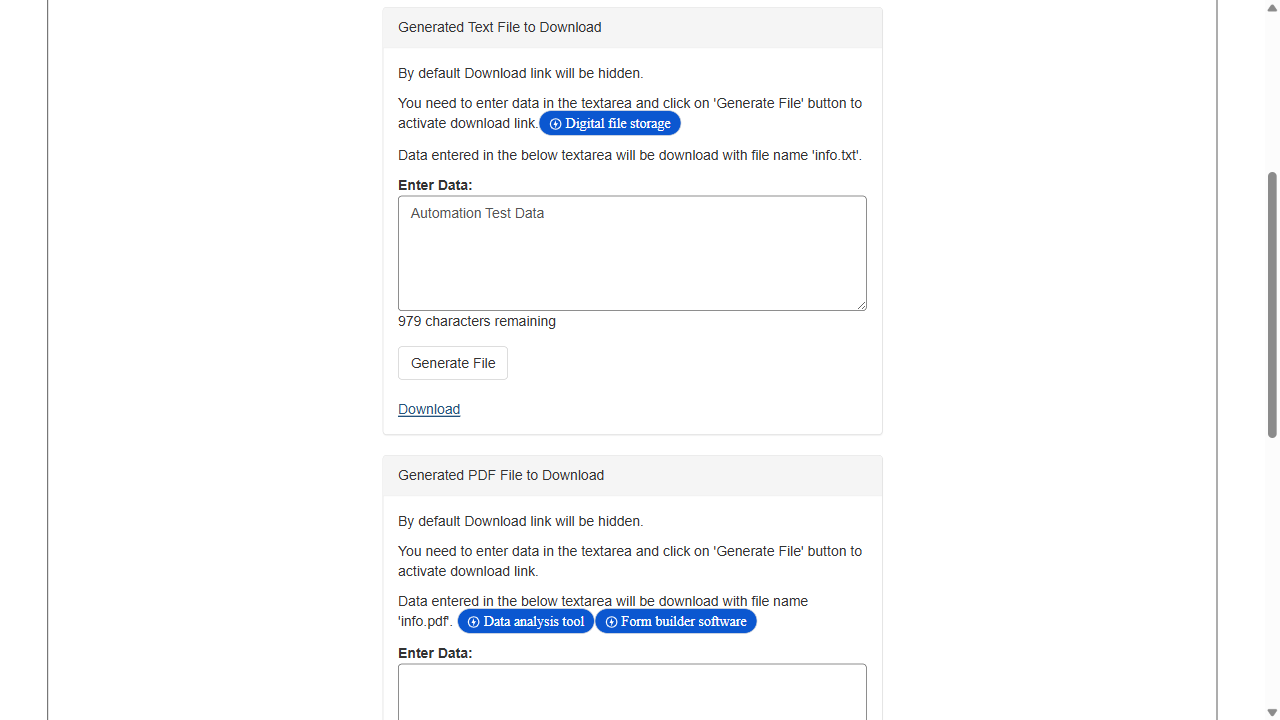 Generated Text File to Download
By default Download link will be hidden.
You need to enter data in the textarea and click on 'Generate File' button to
activate download link. Digital file storage
Data entered in the below textarea will be download with file name 'info.txt'.
Enter Data:
Automation Test Data
979 characters remaining
Generate File
Download
Generated PDF File to Download
By default Download link will be hidden.
You need to enter data in the textarea and click on 'Generate File' button to
activate download link.
Data entered in the below textarea will be download with file name
'info.pdf'. Data analysis tool Form builder software
Enter Data: